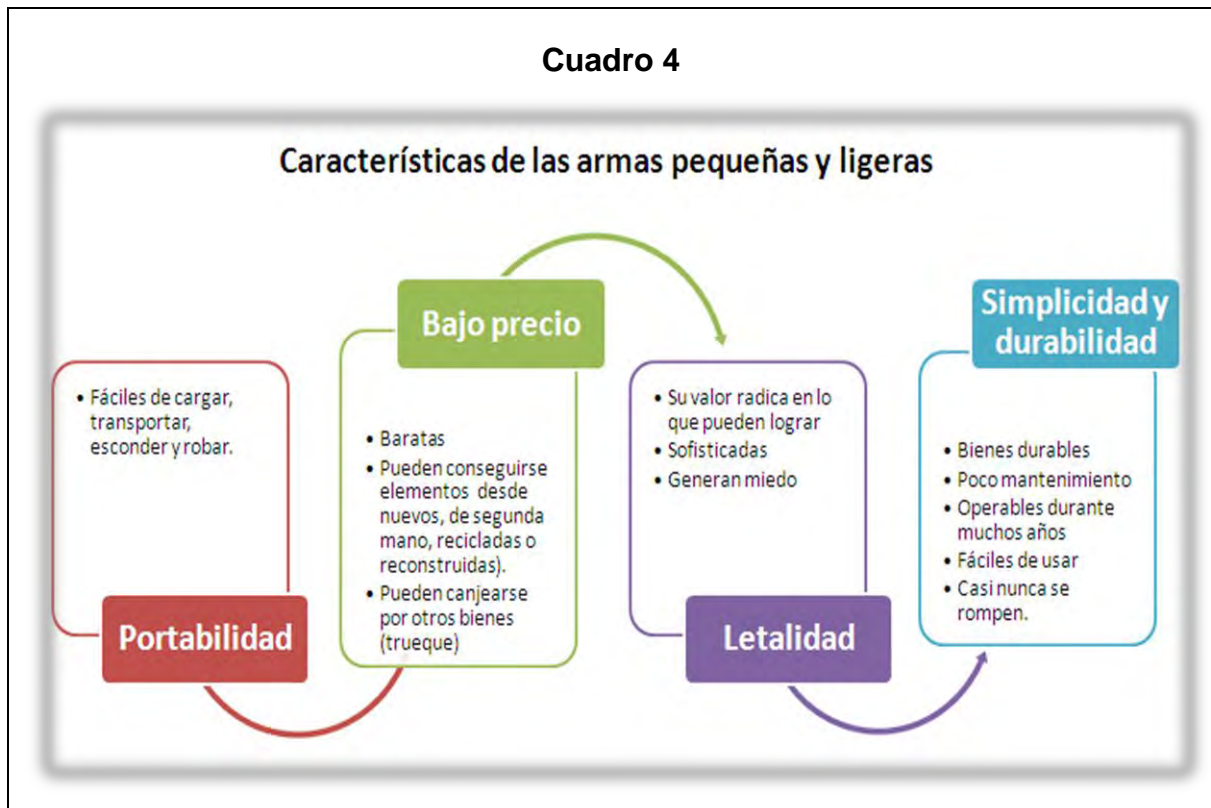 Cuadro 4
Características de las armas pequeñas y ligeras
• Fáciles de cargar,
transportar,
esconder y robar.
Portabilidad
Bajo precio
• Baratas
• Pueden conseguirse
elementos desde
nuevos, de segunda
mano, recicladas o
reconstruidas).
• Pueden canjearse
por otros bienes
(trueque)
• Su valor radica en lo
que pueden lograr
• Sofisticadas
• Generan miedo
Letalidad
Simplicidad y
durabilidad
• Bienes durables
• Poco mantenimiento
• Operables durante
muchos años
• Fáciles de usar
• Casi nunca se
rompen.